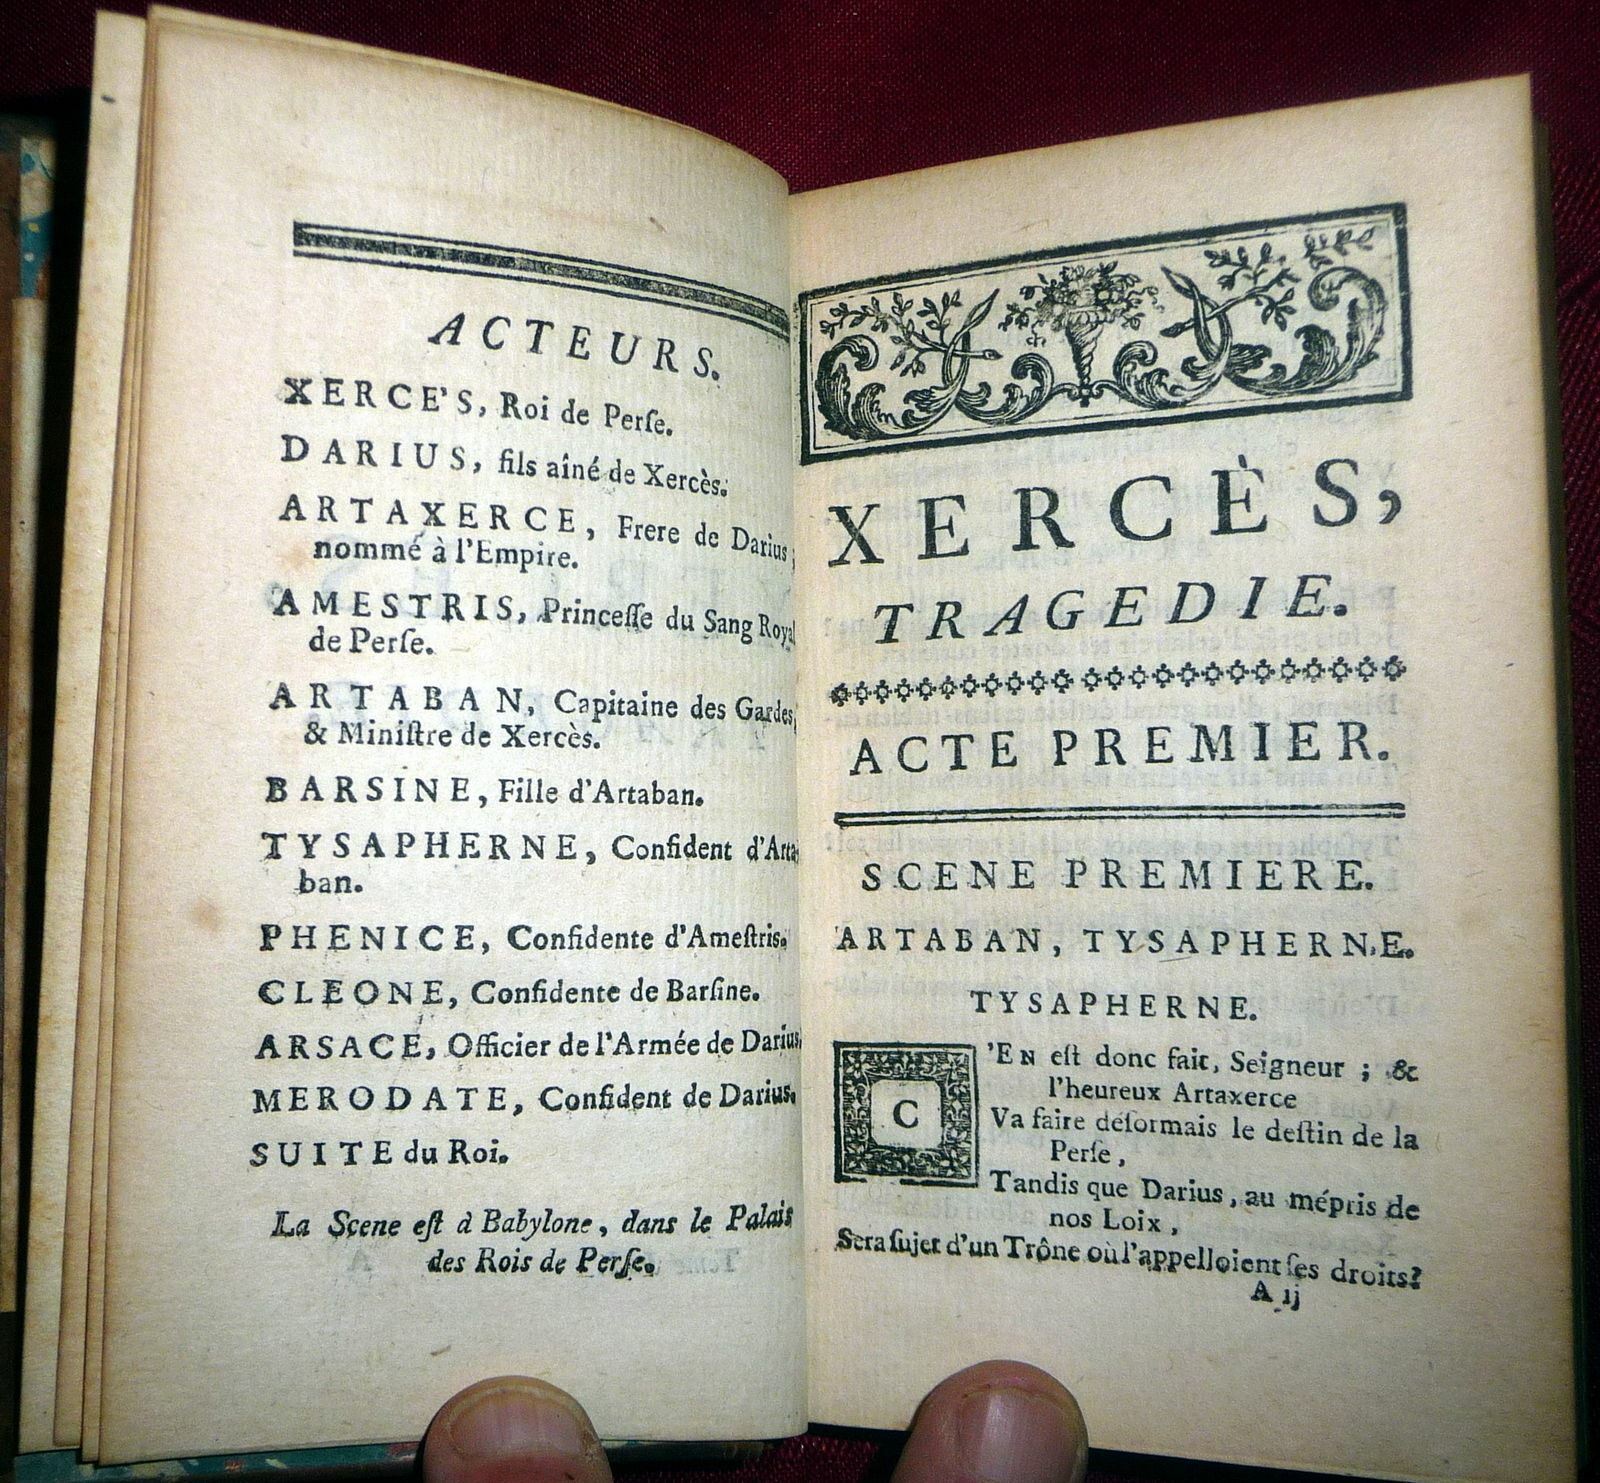 ACTEURS.
XERCE'S, Roi de Perſe.
DARIUS, fils aîné de Xercès.
ARTAXERCE, Frere de Darius ;
nommé à l'Empire.
AMESTRIS, Princeſſe du Sang Royal
de Perſe.
ARTABAN, Capitaine des Gardes,
& Miniſtre de Xercès.
BARSINE, Fille d'Artaban.
TYSAPHERNE, Confident d'Arta-
ban.
PHENICE, Confidente d'Ameſtris.
CLEONE, Confidente de Barſine.
ARSACE, Officier de l'Armée de Darius.
MERODATE, Confident de Darius.
SUITE du Roi.
La Scene eſt à Babylone, dans le Palais
des Rois de Perſe.
XERCÈS,
TRAGEDIE.
ACTE PREMIER.
SCENE PREMIERE.
ARTABAN, TYSAPHERNE.
TYSAPHERNE.
C'EN eſt donc fait, Seigneur ; &
l'heureux Artaxerce
Va faire déſormais le deſtin de la
Perſe,
Tandis que Darius, au mépris de
nos Loix,
Sera ſujet d'un Trône où l'appelloient ſes droits?
A ij